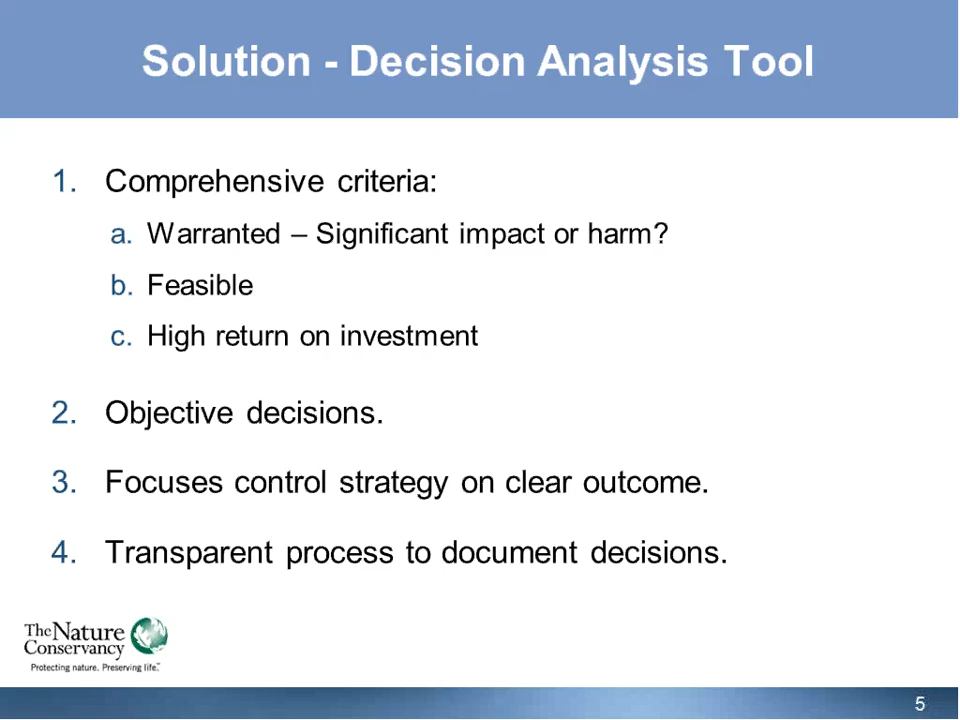 Solution - Decision Analysis Tool
1. Comprehensive criteria:
a. Warranted – Significant impact or harm?
b. Feasible
c. High return on investment
2. Objective decisions.
3. Focuses control strategy on clear outcome.
4. Transparent process to document decisions.
The Nature
Conservancy
Protecting nature. Preserving life.™
5